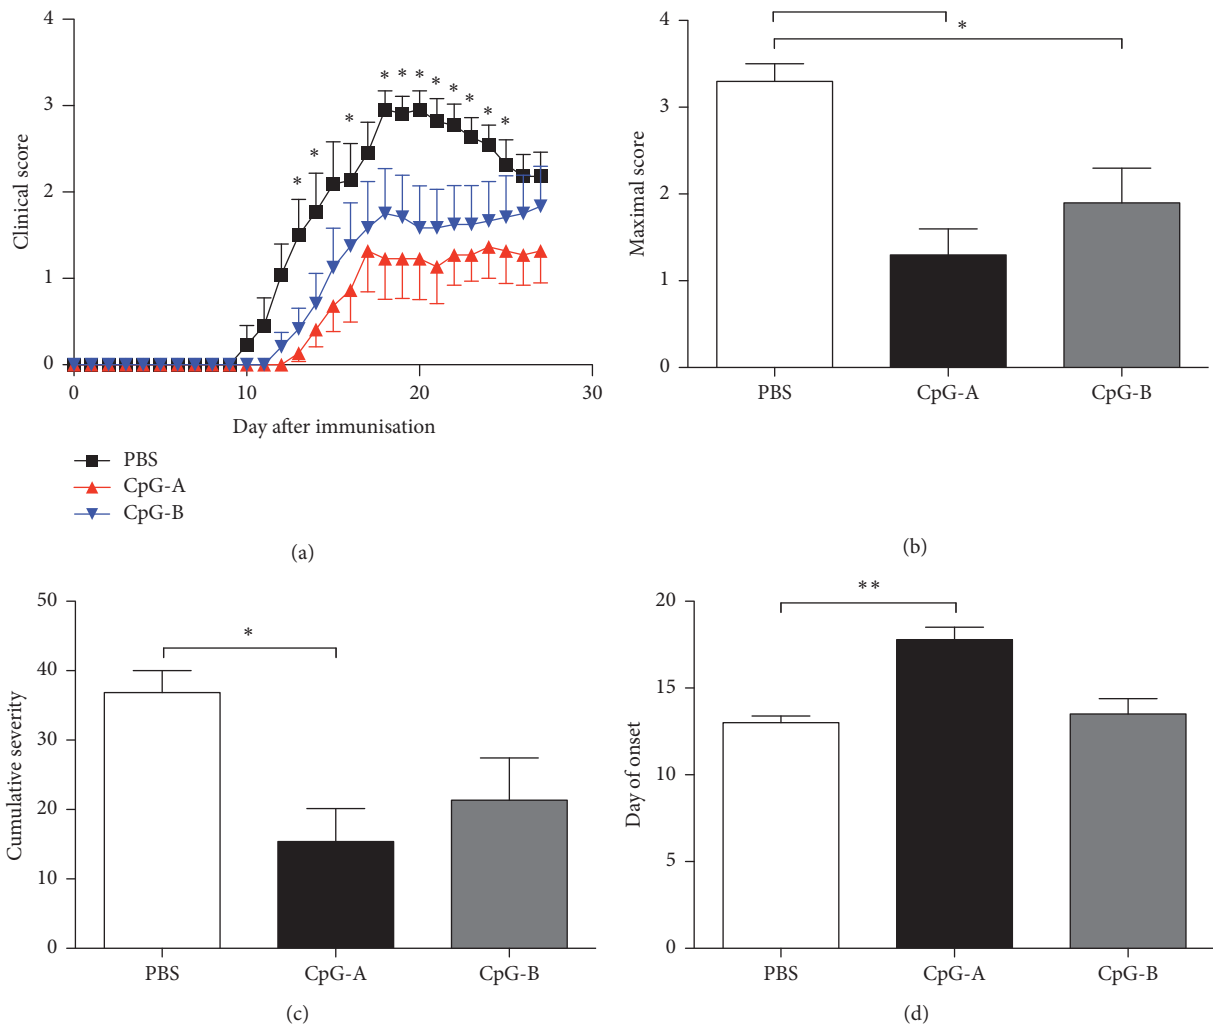 4
3
2
1
0
Clinical score
* * * * * * * * * * *
0 10 20 30
Day after immunisation
PBS
CpG-A
CpG-B
(a)
4
3
2
1
0
Maximal score
*
PBS CpG-A CpG-B
(b)
50
40
30
20
10
0
Cumulative severity
*
PBS CpG-A CpG-B
(c)
20
15
10
5
0
Day of onset
**
PBS CpG-A CpG-B
(d)